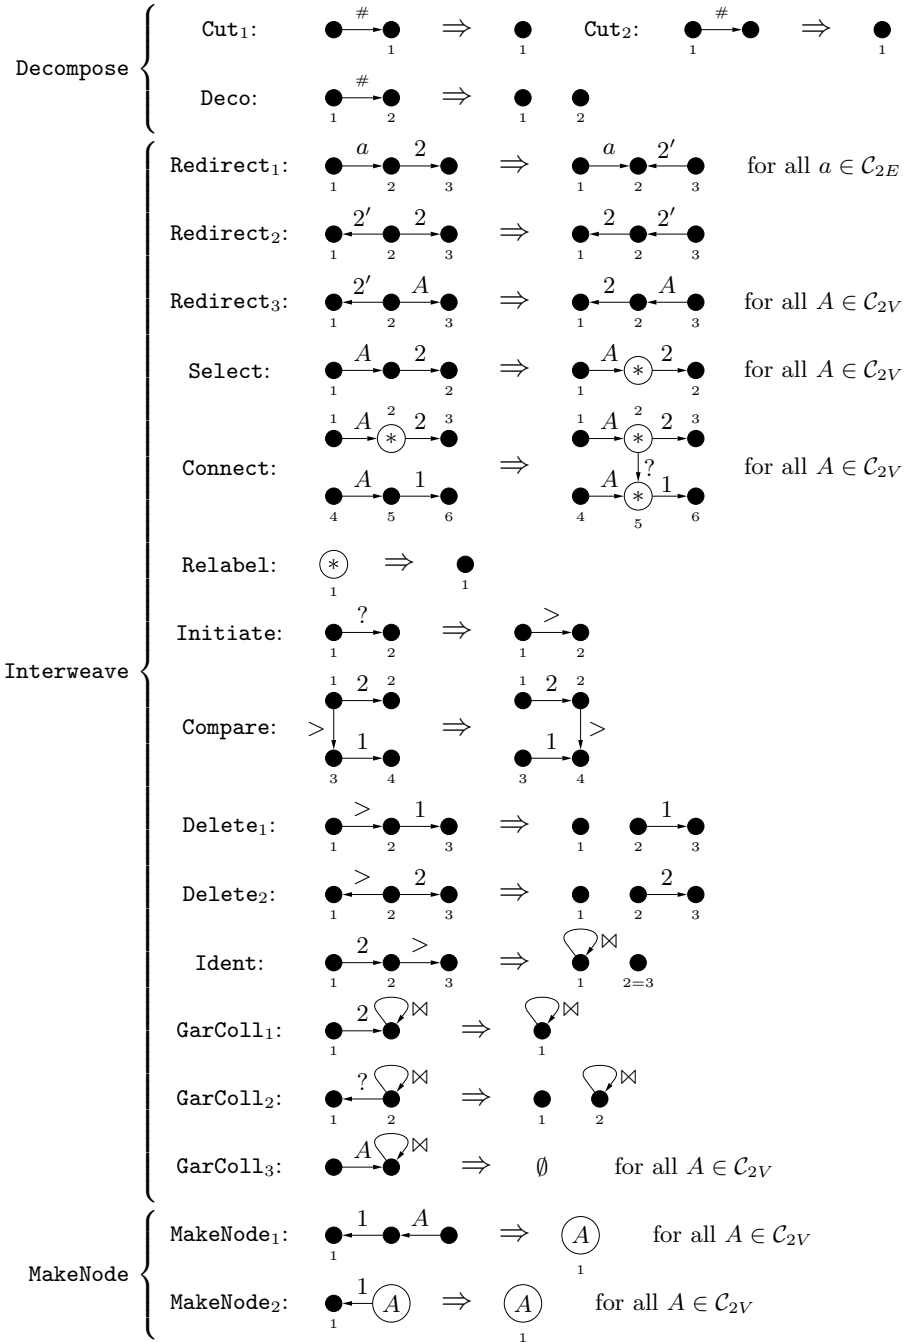 # #
Cut₁: ⇒ Cut₂: ⇒
1 1 1 1
Decompose
#
Deco: ⇒
1 2 1 2
a 2 a 2′
Redirect₁: ⇒ for all a ∈ 𝒞₂E
1 2 3 1 2 3
2′ 2 2 2′
Redirect₂: ⇒
1 2 3 1 2 3
2′ A 2 A
Redirect₃: ⇒ for all A ∈ 𝒞₂V
1 2 3 1 2 3
A 2 A 2
Select: ⇒ * for all A ∈ 𝒞₂V
1 2 1 2
1 2 3 1 2 3
A * 2 A * 2
Connect: ⇒ ? for all A ∈ 𝒞₂V
A 1 A * 1
4 5 6 4 5 6
Relabel: * ⇒
1 1
? >
Initiate: ⇒
1 2 1 2
Interweave
1 2 1 2
2 2
Compare: > ⇒ >
1 1
3 4 3 4
> 1 1
Delete₁: ⇒
1 2 3 1 2 3
> 2 2
Delete₂: ⇒
1 2 3 1 2 3
2 > ⋈
Ident: ⇒
1 2 3 1 2=3
2 ⋈ ⋈
GarColl₁: ⇒
1 1
? ⋈ ⋈
GarColl₂: ⇒
1 2 1 2
A ⋈
GarColl₃: ⇒ ∅ for all A ∈ 𝒞₂V
1 A
MakeNode₁: ⇒ A for all A ∈ 𝒞₂V
1 1
MakeNode
1
MakeNode₂: A ⇒ A for all A ∈ 𝒞₂V
1 1